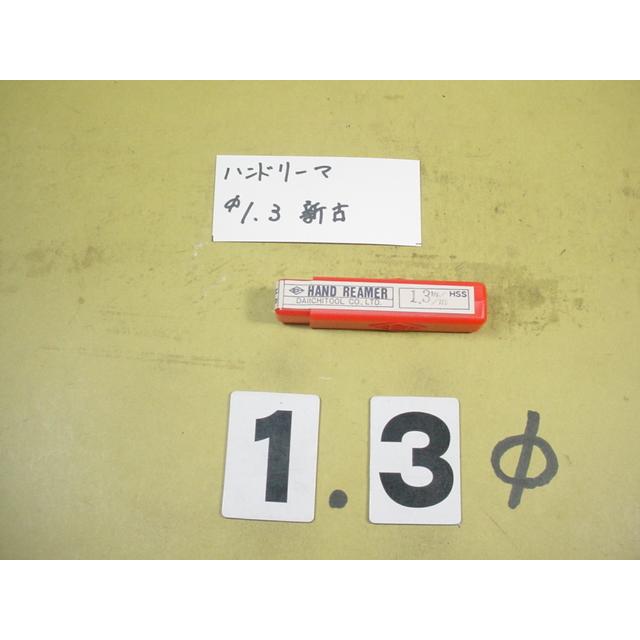 ハンドリーマ
φ1.3 新古
HAND REAMER
DAIICHITOOL CO., LTD.
1.3 m/m HSS
1.3φ